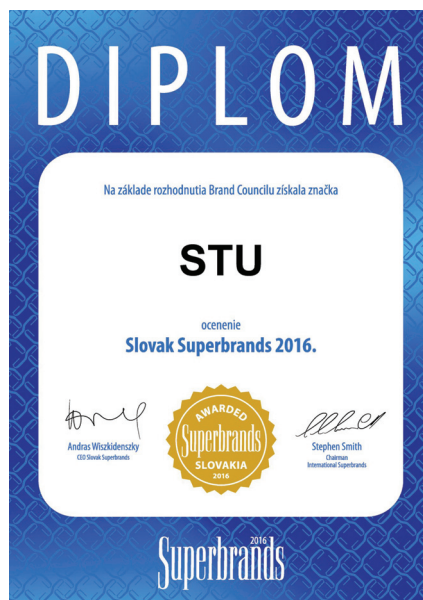 DIPLOM
Na základe rozhodnutia Brand Councilu získala značka
STU
ocenenie
Slovak Superbrands 2016.
Andras Wiszkidenszky
CEO Slovak Superbrands
AWARDED
Superbrands
SLOVAKIA
2016
Stephen Smith
Chairman
International Superbrands
2016
Superbrands